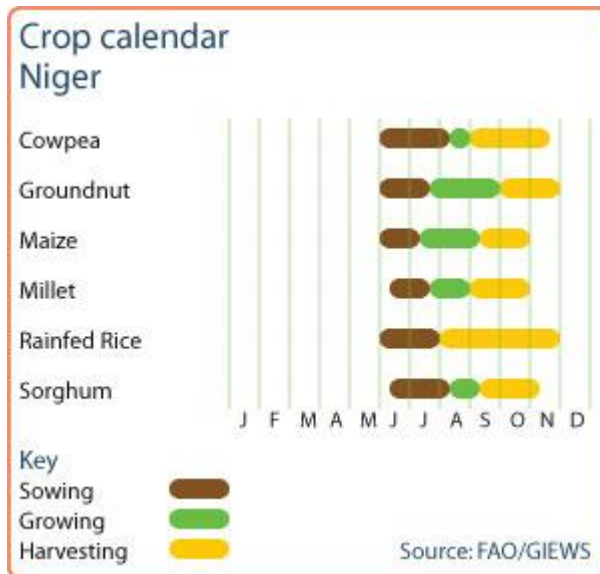 Crop calendar
Niger
Cowpea
Groundnut
Maize
Millet
Rainfed Rice
Sorghum
J F M A M J J A S O N D
Key
Sowing
Growing
Harvesting
Source: FAO/GIEWS